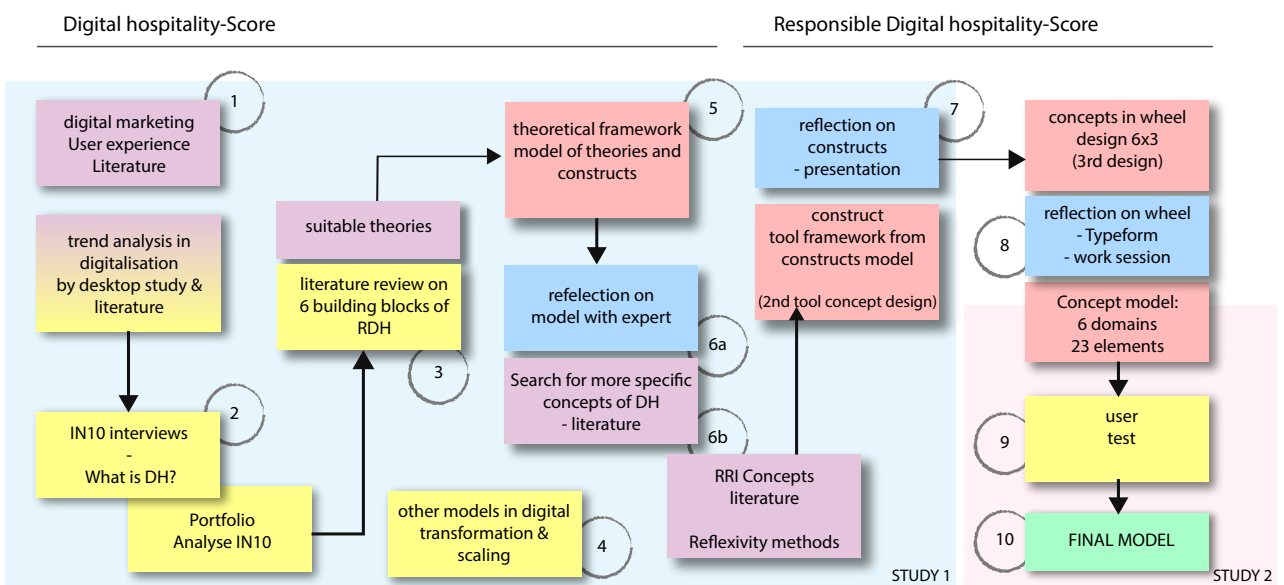 Digital hospitality-Score
Responsible Digital hospitality-Score
1
digital marketing
User experience
Literature
trend analysis in
digitalisation
by desktop study &
literature
2
IN10 interviews
-
What is DH?
Portfolio
Analyse IN10
suitable theories
literature review on
6 building blocks of
RDH
3
other models in digital
transformation &
scaling
4
5
theoretical framework
model of theories and
constructs
refelection on
model with expert
6a
Search for more specific
concepts of DH
- literature
6b
RRI Concepts
literature
Reflexivity methods
7
reflection on
constructs
- presentation
construct
tool framework from
constructs model
(2nd tool concept design)
concepts in wheel
design 6x3
(3rd design)
8
reflection on wheel
- Typeform
- work session
Concept model:
6 domains
23 elements
9
user
test
10
FINAL MODEL
STUDY 1
STUDY 2